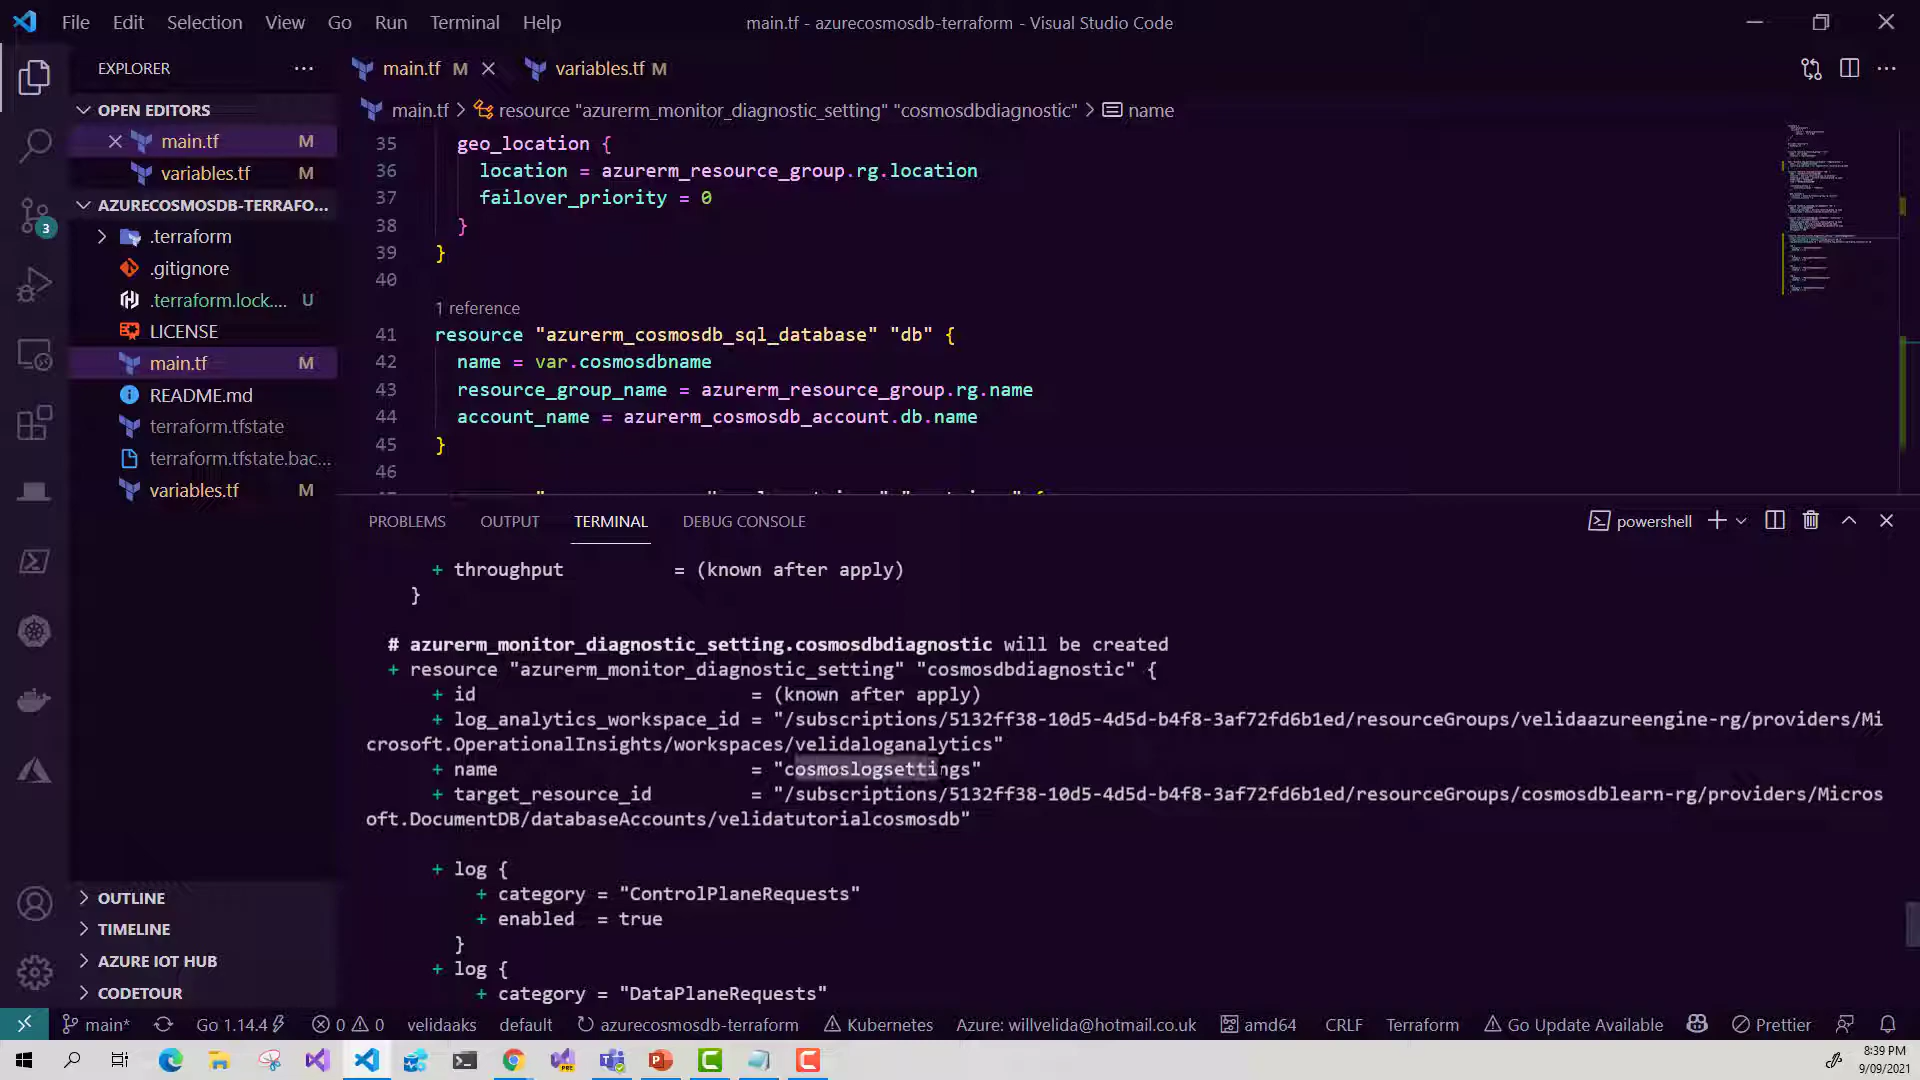 File Edit Selection View Go Run Terminal Help
main.tf - azurecosmosdb-terraform - Visual Studio Code
EXPLORER
OPEN EDITORS
main.tf M
variables.tf M
AZURECOSMOSDB-TERRAFO...
.terraform
.gitignore
.terraform.lock.... U
LICENSE
main.tf M
README.md
terraform.tfstate
terraform.tfstate.bac...
variables.tf M
OUTLINE
TIMELINE
AZURE IOT HUB
CODETOUR
3
main.tf M
variables.tf M
main.tf > resource "azurerm_monitor_diagnostic_setting" "cosmosdbdiagnostic" > name
35 geo_location {
36 location = azurerm_resource_group.rg.location
37 failover_priority = 0
38 }
39 }
40
1 reference
41 resource "azurerm_cosmosdb_sql_database" "db" {
42 name = var.cosmosdbname
43 resource_group_name = azurerm_resource_group.rg.name
44 account_name = azurerm_cosmosdb_account.db.name
45 }
46
PROBLEMS OUTPUT TERMINAL DEBUG CONSOLE
powershell
+ throughput = (known after apply)
}
# azurerm_monitor_diagnostic_setting.cosmosdbdiagnostic will be created
+ resource "azurerm_monitor_diagnostic_setting" "cosmosdbdiagnostic" {
+ id = (known after apply)
+ log_analytics_workspace_id = "/subscriptions/5132ff38-10d5-4d5d-b4f8-3af72fd6b1ed/resourceGroups/velidaazureengine-rg/providers/Mi
crosoft.OperationalInsights/workspaces/velidaloganalytics"
+ name = "cosmoslogsettings"
+ target_resource_id = "/subscriptions/5132ff38-10d5-4d5d-b4f8-3af72fd6b1ed/resourceGroups/cosmosdblearn-rg/providers/Micros
oft.DocumentDB/databaseAccounts/velidatutorialcosmosdb"
+ log {
+ category = "ControlPlaneRequests"
+ enabled = true
}
+ log {
+ category = "DataPlaneRequests"
main* Go 1.14.4 0 0 velidaaks default azurecosmosdb-terraform Kubernetes Azure: willvelida@hotmail.co.uk amd64 CRLF Terraform Go Update Available Prettier
8:39 PM
9/09/2021